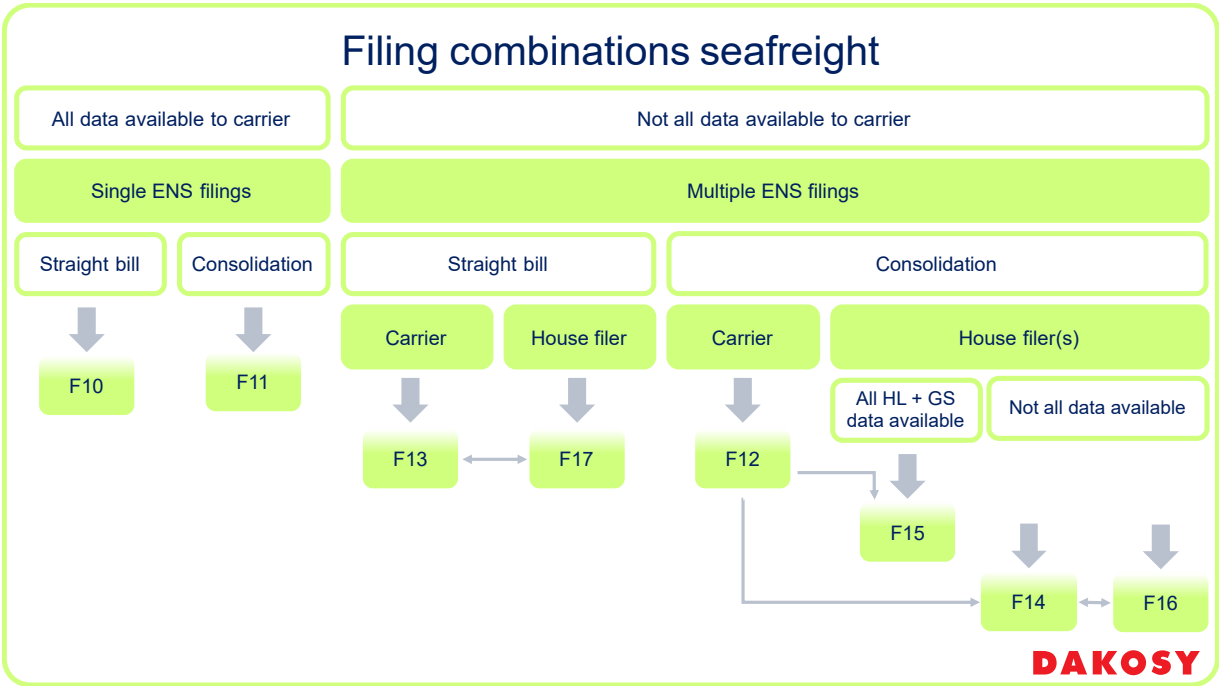 Filing combinations seafreight
All data available to carrier
Not all data available to carrier
Single ENS filings
Multiple ENS filings
Straight bill
Consolidation
Straight bill
Consolidation
Carrier
House filer
Carrier
House filer(s)
All HL + GS
data available
Not all data available
F10
F11
F13
F17
F12
F15
F14
F16
DAKOSY